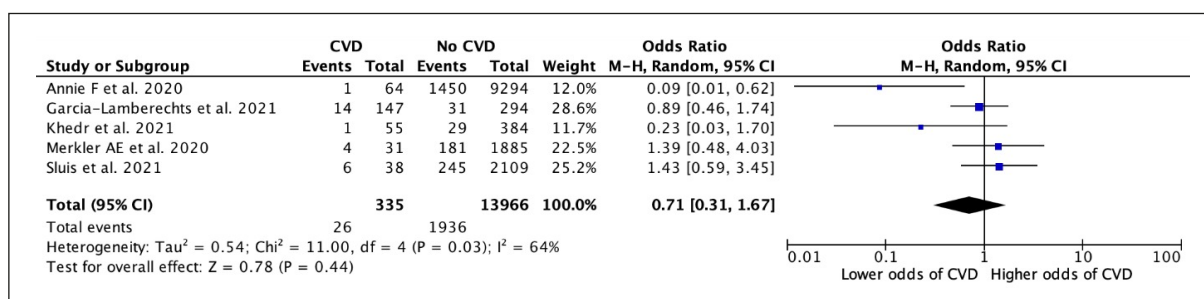 CVD No CVD Odds Ratio Odds Ratio
Study or Subgroup Events Total Events Total Weight M-H, Random, 95% CI M-H, Random, 95% CI
Annie F et al. 2020 1 64 1450 9294 12.0% 0.09 [0.01, 0.62]
Garcia-Lamberechts et al. 2021 14 147 31 294 28.6% 0.89 [0.46, 1.74]
Khedr et al. 2021 1 55 29 384 11.7% 0.23 [0.03, 1.70]
Merkler AE et al. 2020 4 31 181 1885 22.5% 1.39 [0.48, 4.03]
Sluis et al. 2021 6 38 245 2109 25.2% 1.43 [0.59, 3.45]
Total (95% CI) 335 13966 100.0% 0.71 [0.31, 1.67]
Total events 26 1936
Heterogeneity: Tau² = 0.54; Chi² = 11.00, df = 4 (P = 0.03); I² = 64%
Test for overall effect: Z = 0.78 (P = 0.44)
0.01 0.1 1 10 100
Lower odds of CVD Higher odds of CVD